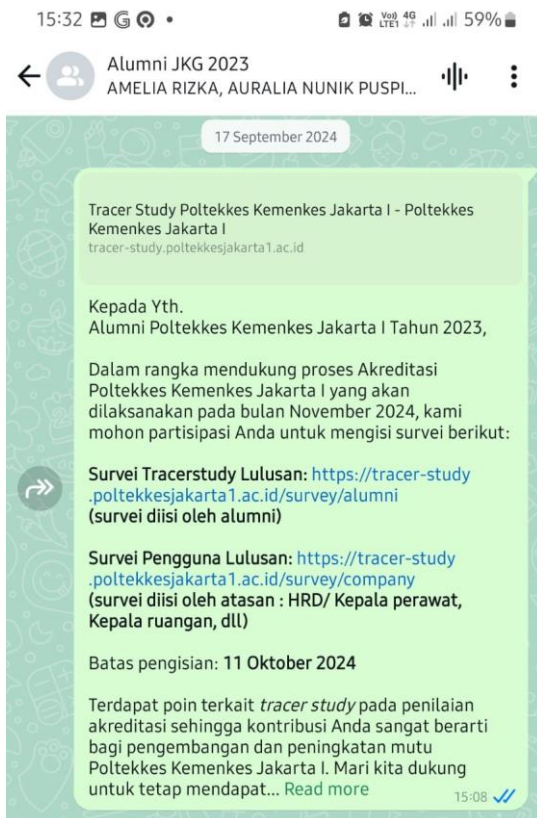 15:32
Voi) 4G
LTE1
59%
Alumni JKG 2023
AMELIA RIZKA, AURALIA NUNIK PUSPI...
17 September 2024
Tracer Study Poltekkes Kemenkes Jakarta I - Poltekkes
Kemenkes Jakarta I
tracer-study.poltekkesjakarta1.ac.id
Kepada Yth.
Alumni Poltekkes Kemenkes Jakarta I Tahun 2023,
Dalam rangka mendukung proses Akreditasi
Poltekkes Kemenkes Jakarta I yang akan
dilaksanakan pada bulan November 2024, kami
mohon partisipasi Anda untuk mengisi survei berikut:
Survei Tracerstudy Lulusan: https://tracer-study
.poltekkesjakarta1.ac.id/survey/alumni
(survei diisi oleh alumni)
Survei Pengguna Lulusan: https://tracer-study
.poltekkesjakarta1.ac.id/survey/company
(survei diisi oleh atasan : HRD/ Kepala perawat,
Kepala ruangan, dll)
Batas pengisian: 11 Oktober 2024
Terdapat poin terkait tracer study pada penilaian
akreditasi sehingga kontribusi Anda sangat berarti
bagi pengembangan dan peningkatan mutu
Poltekkes Kemenkes Jakarta I. Mari kita dukung
untuk tetap mendapat... Read more
15:08